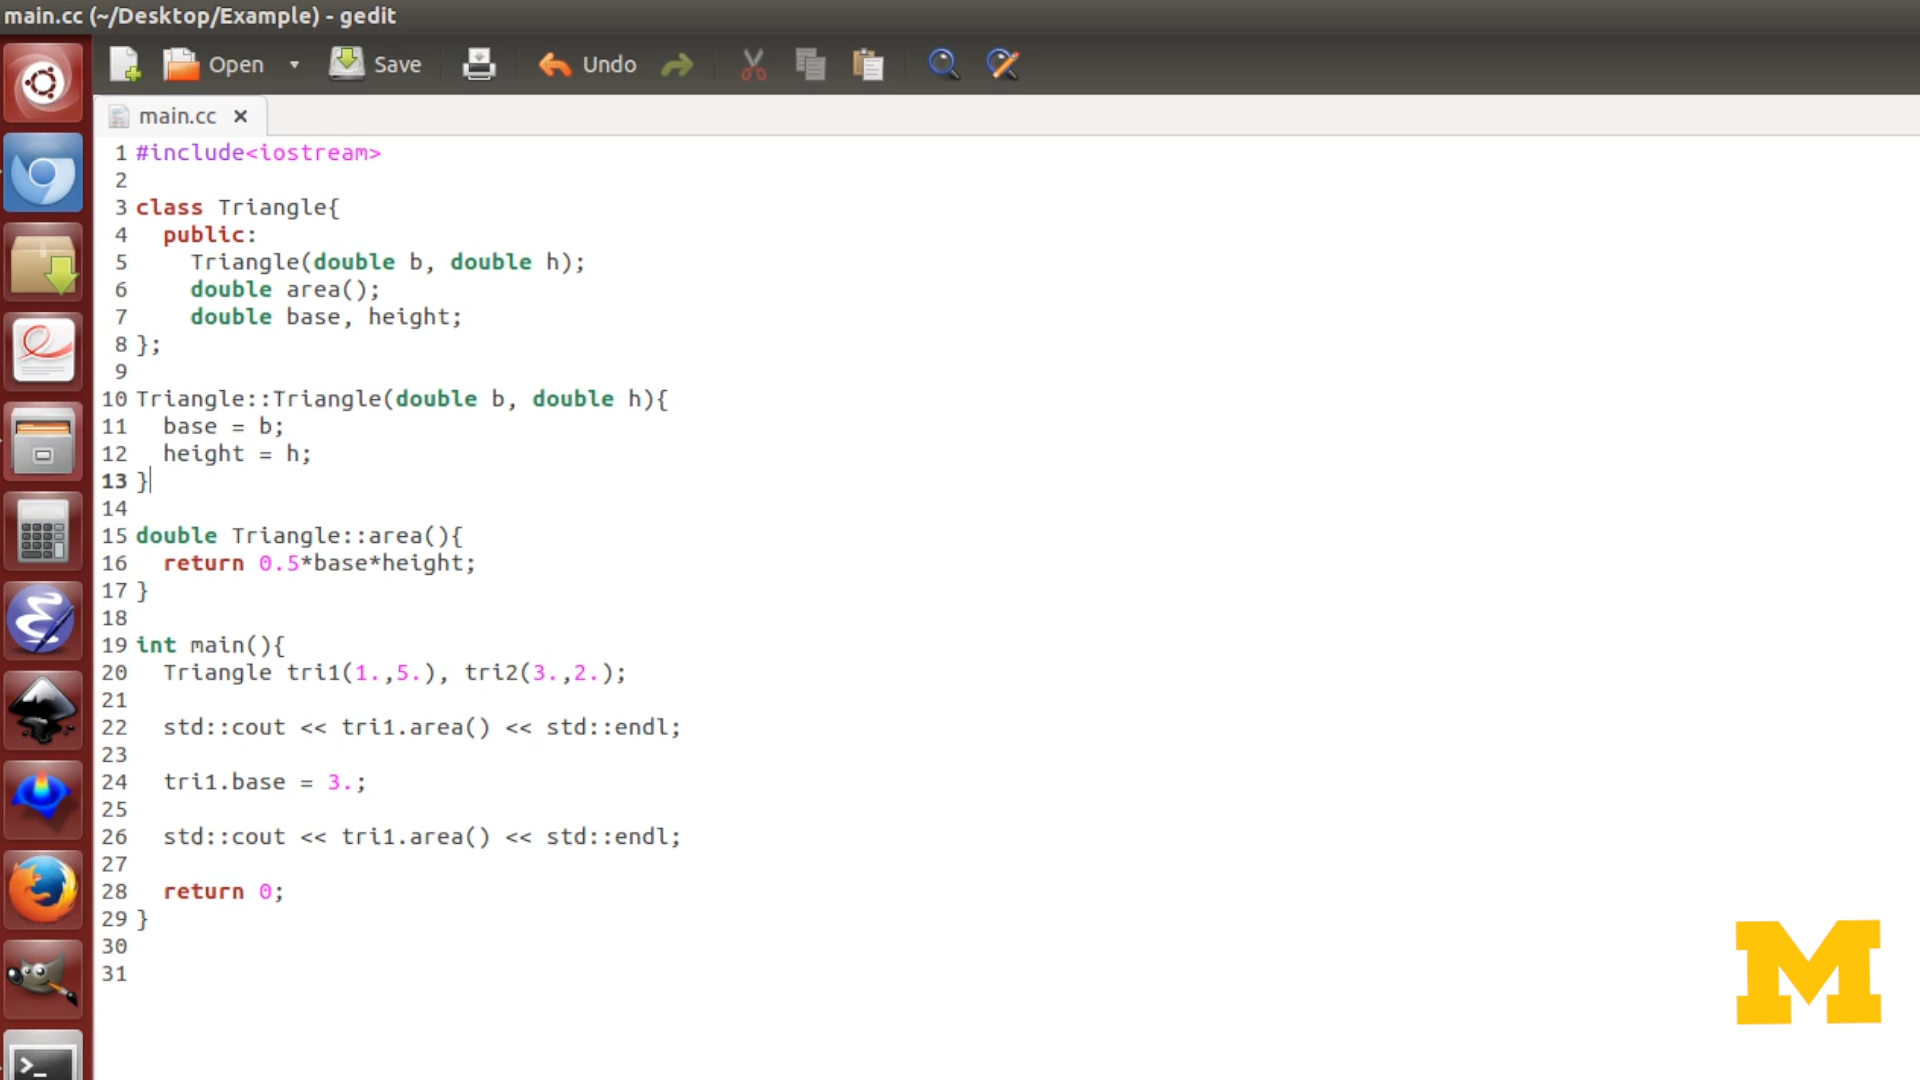 main.cc (~/Desktop/Example) - gedit
Open Save Undo
main.cc ×
1 #include<iostream>
2
3 class Triangle{
4   public:
5     Triangle(double b, double h);
6     double area();
7     double base, height;
8 };
9
10 Triangle::Triangle(double b, double h){
11   base = b;
12   height = h;
13 }
14
15 double Triangle::area(){
16   return 0.5*base*height;
17 }
18
19 int main(){
20   Triangle tri1(1.,5.), tri2(3.,2.);
21
22   std::cout << tri1.area() << std::endl;
23
24   tri1.base = 3.;
25
26   std::cout << tri1.area() << std::endl;
27
28   return 0;
29 }
30
31
>_
M